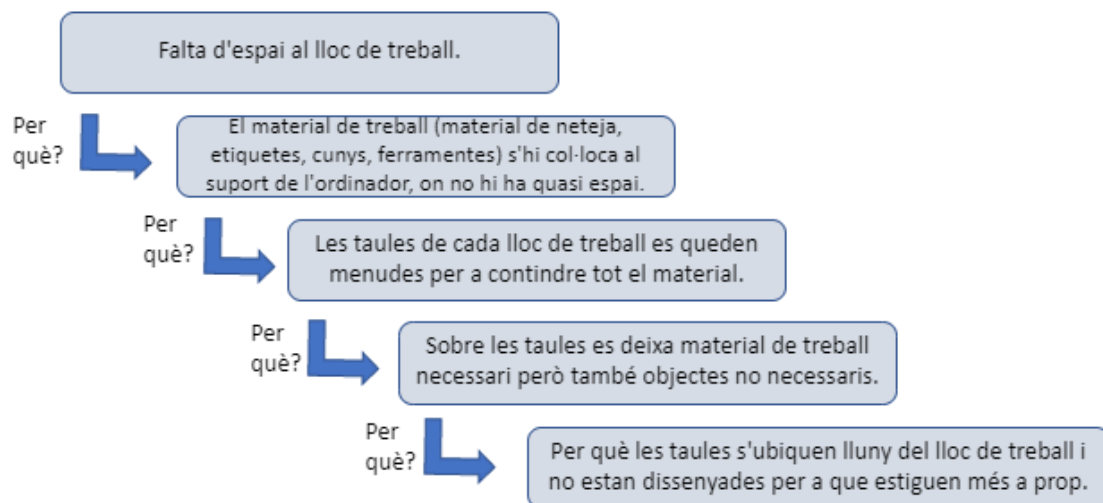 Falta d'espai al lloc de treball.
Per
què?
El material de treball (material de neteja,
etiquetes, cunys, ferramentes) s'hi col·loca al
suport de l'ordinador, on no hi ha quasi espai.
Per
què?
Les taules de cada lloc de treball es queden
menudes per a contindre tot el material.
Per
què?
Sobre les taules es deixa material de treball
necessari però també objectes no necessaris.
Per
què?
Per què les taules s'ubiquen lluny del lloc de treball i
no estan dissenyades per a que estiguen més a prop.